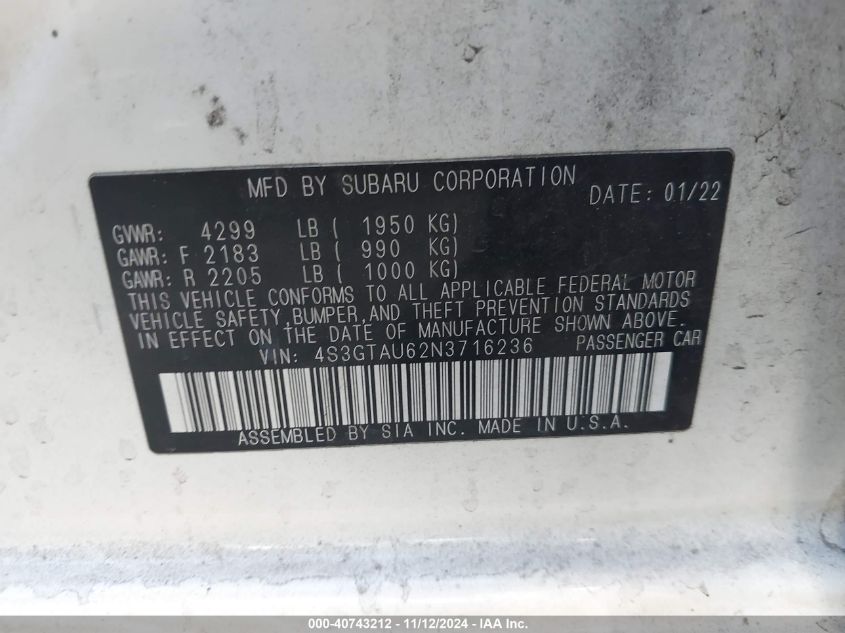 MFD BY SUBARU CORPORATION DATE: 01/22
GVWR: 4299 LB ( 1950 KG)
GAWR: F 2183 LB ( 990 KG)
GAWR: R 2205 LB ( 1000 KG)
THIS VEHICLE CONFORMS TO ALL APPLICABLE FEDERAL MOTOR
VEHICLE SAFETY,BUMPER,AND THEFT PREVENTION STANDARDS
IN EFFECT ON THE DATE OF MANUFACTURE SHOWN ABOVE.
VIN: 4S3GTAU62N3716236 PASSENGER CAR
ASSEMBLED BY SIA INC. MADE IN U.S.A.
000-40743212 - 11/12/2024 - IAA Inc.